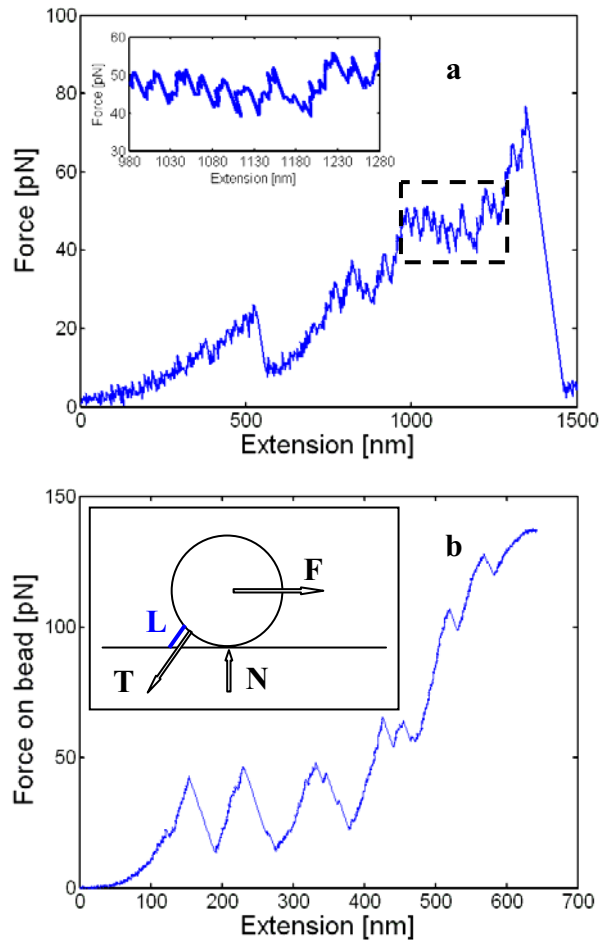 a
Force [pN]
100
80
60
40
20
0
0 500 1000 1500
Extension [nm]
Force [pN]
60
50
40
30
980 1030 1080 1130 1180 1230 1280
Extension [nm]
b
Force on bead [pN]
150
100
50
0
0 100 200 300 400 500 600 700
Extension [nm]
F
L
T
N